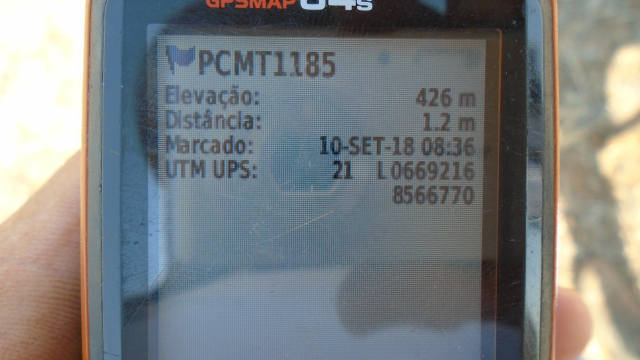 GPSMAP 64s
PCMT1185
Elevação: 426 m
Distância: 1.2 m
Marcado: 10-SET-18 08:36
UTM UPS: 21 L 0669216
8566770